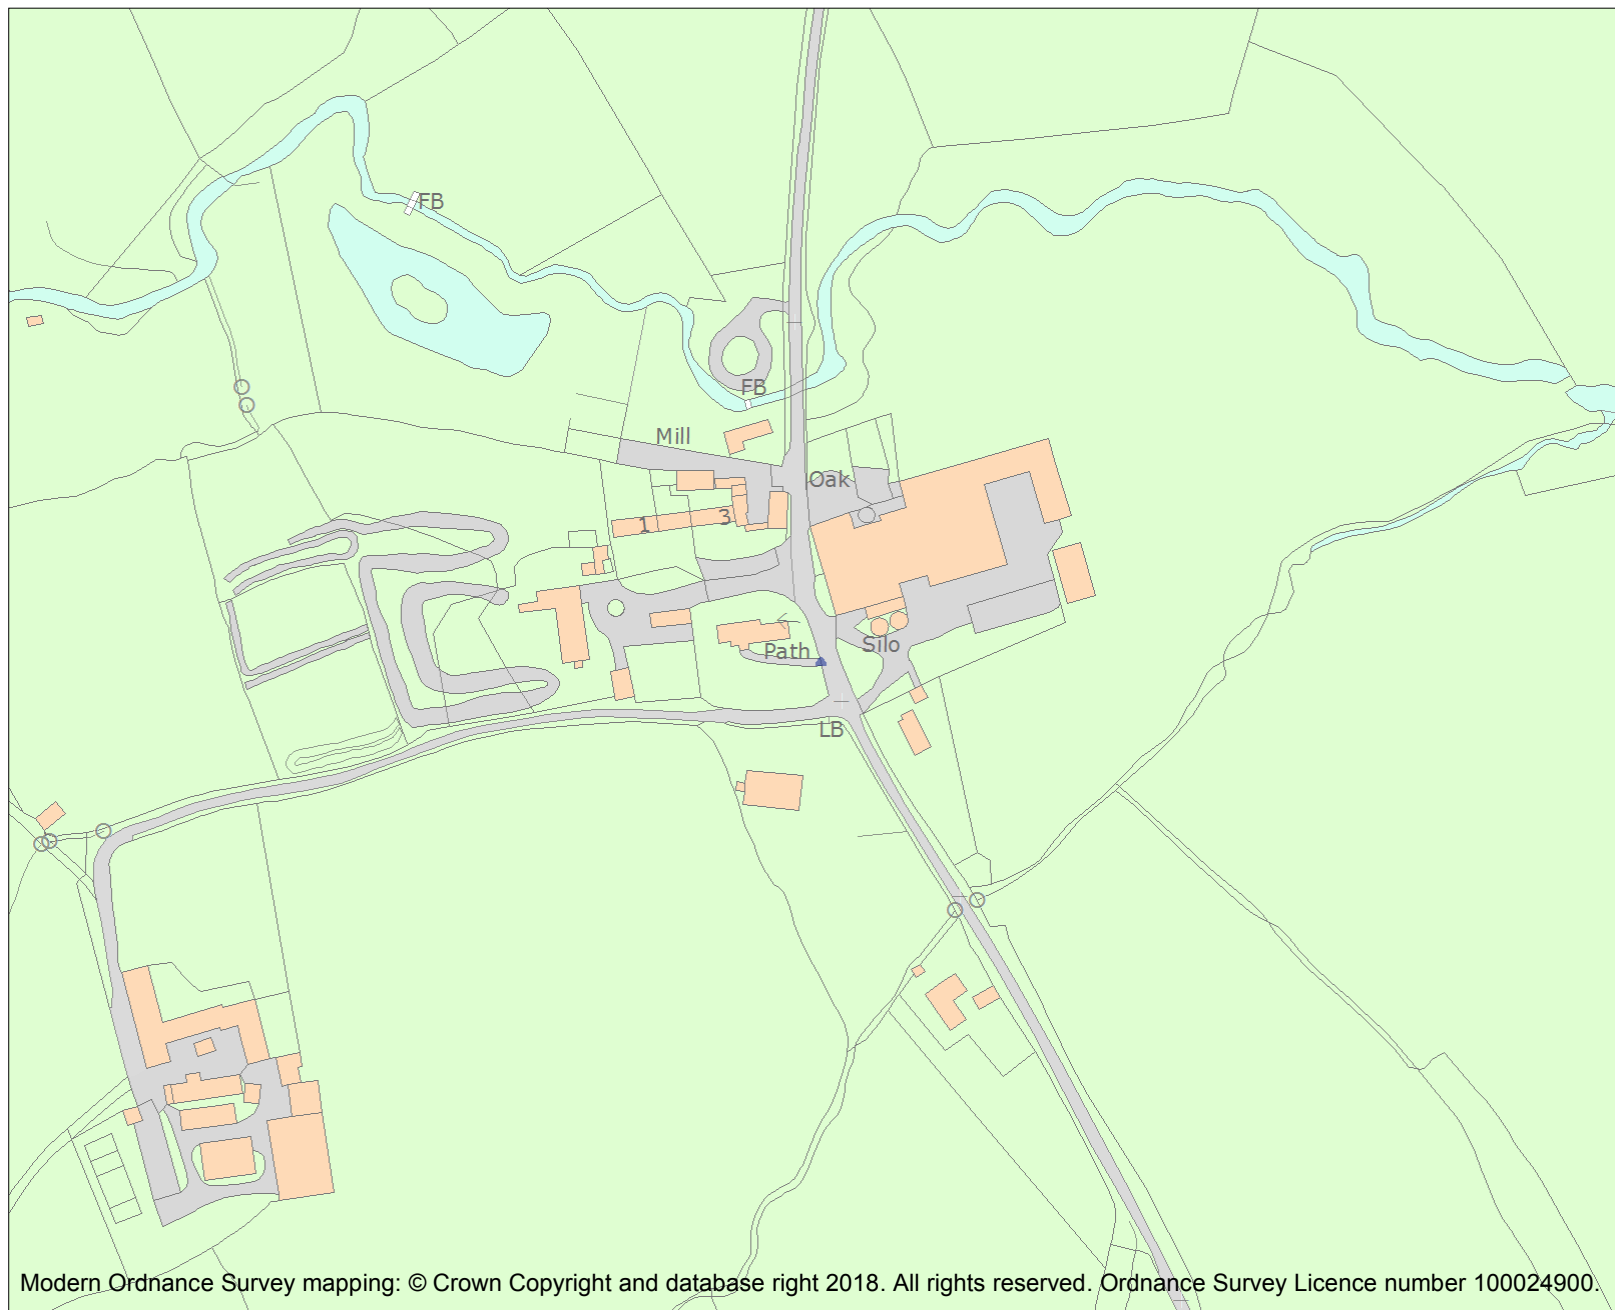 FB
FB
Mill
Oak
1
3
Path
Silo
LB
Modern Ordnance Survey mapping: © Crown Copyright and database right 2018. All rights reserved. Ordnance Survey Licence number 100024900.